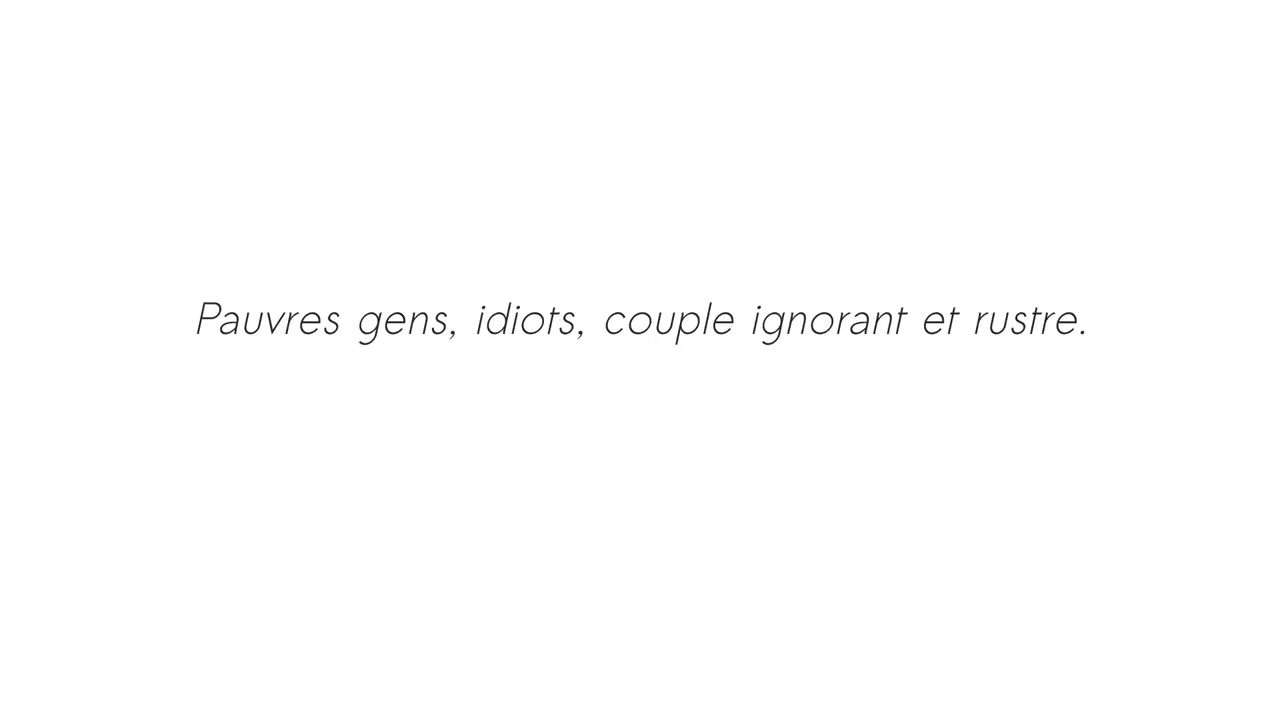 Pauvres gens, idiots, couple ignorant et rustre.